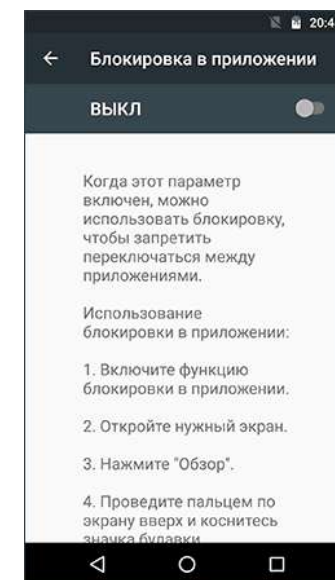 20:4
Блокировка в приложении
ВЫКЛ
Когда этот параметр
включен, можно
использовать блокировку,
чтобы запретить
переключаться между
приложениями.
Использование
блокировки в приложении:
1. Включите функцию
блокировки в приложении.
2. Откройте нужный экран.
3. Нажмите "Обзор".
4. Проведите пальцем по
экрану вверх и коснитесь
значка булавки